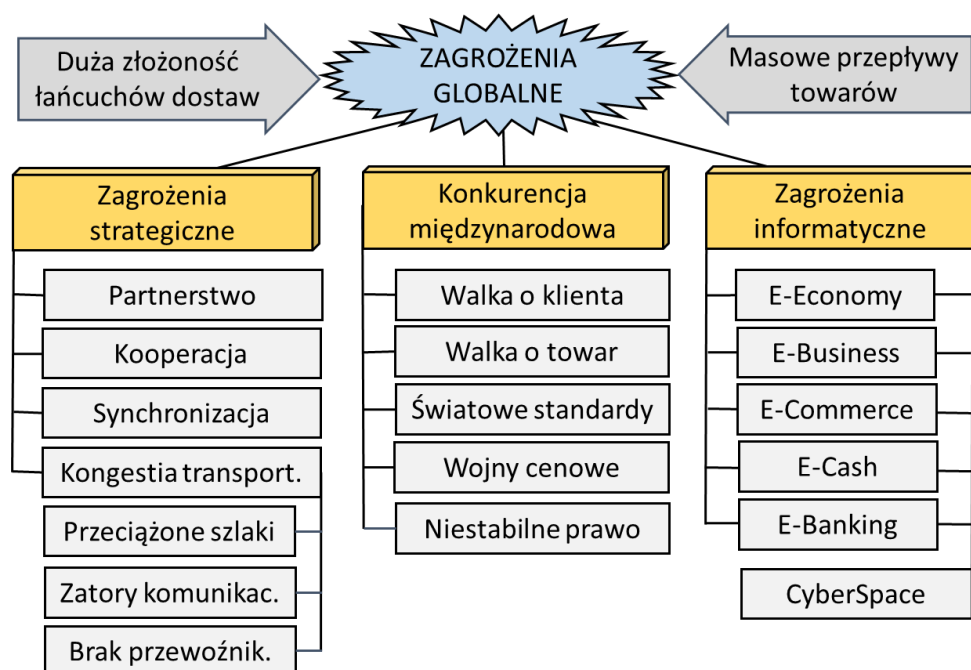 Duża złożoność
łańcuchów dostaw
ZAGROŻENIA
GLOBALNE
Masowe przepływy
towarów
Zagrożenia
strategiczne
Partnerstwo
Kooperacja
Synchronizacja
Kongestia transport.
Przeciążone szlaki
Zatory komunikac.
Brak przewoźnik.
Konkurencja
międzynarodowa
Walka o klienta
Walka o towar
Światowe standardy
Wojny cenowe
Niestabilne prawo
Zagrożenia
informatyczne
E-Economy
E-Business
E-Commerce
E-Cash
E-Banking
CyberSpace